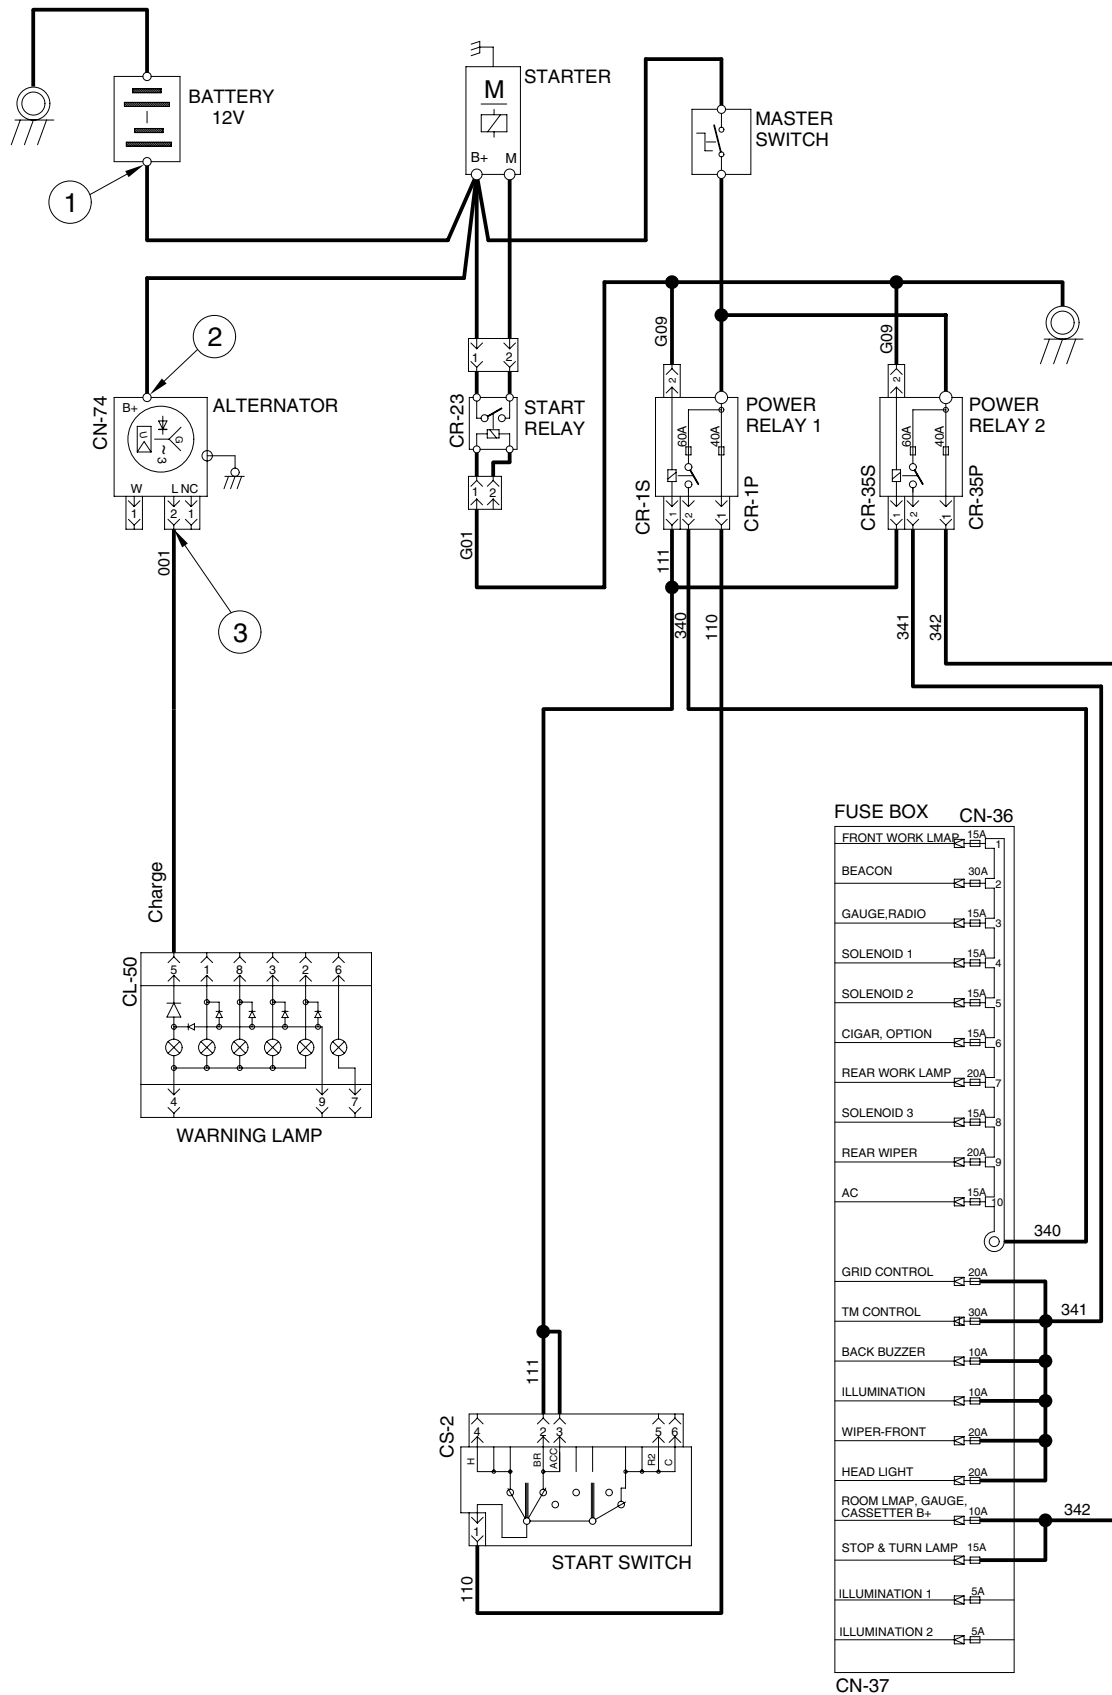 BATTERY
12V
1
STARTER
M
B+ M
MASTER
SWITCH
2
CN-74
B+
ALTERNATOR
U
G
~3
W L NC
1 2 1
001
3
1 2
CR-23
START
RELAY
1 2
G01
G09
2
POWER
RELAY 1
60A
40A
CR-1S
1 2 1
CR-1P
111
340
110
G09
2
POWER
RELAY 2
60A
40A
CR-35S
1 2 1
CR-35P
341
342
Charge
CL-50
5 1 8 3 2 6
4 9 7
WARNING LAMP
FUSE BOX CN-36
FRONT WORK LMAP 15A 1
BEACON 30A 2
GAUGE,RADIO 15A 3
SOLENOID 1 15A 4
SOLENOID 2 15A 5
CIGAR, OPTION 15A 6
REAR WORK LAMP 20A 7
SOLENOID 3 15A 8
REAR WIPER 20A 9
AC 15A 10
340
GRID CONTROL 20A
TM CONTROL 30A 341
BACK BUZZER 10A
ILLUMINATION 10A
WIPER-FRONT 20A
HEAD LIGHT 20A
ROOM LMAP, GAUGE,
CASSETTER B+ 10A 342
STOP & TURN LAMP 15A
ILLUMINATION 1 5A
ILLUMINATION 2 5A
CN-37
111
CS-2
4 2 3 5 6
H BR ACC R2 C
1
START SWITCH
110